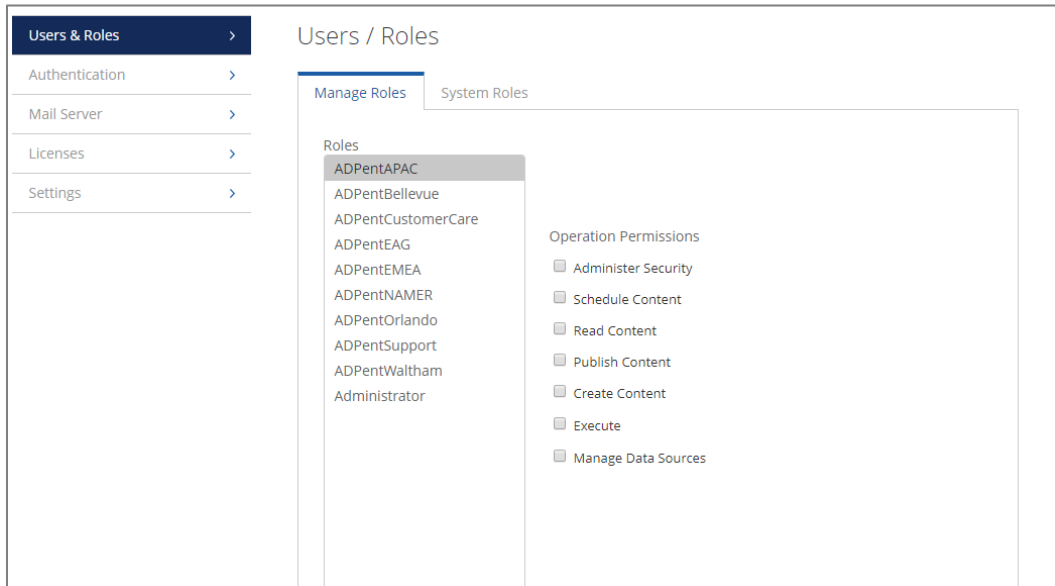 Users & Roles
Authentication
Mail Server
Licenses
Settings
Users / Roles
Manage Roles
System Roles
Roles
ADPentAPAC
ADPentBellevue
ADPentCustomerCare
ADPentEAG
ADPentEMEA
ADPentNAMER
ADPentOrlando
ADPentSupport
ADPentWaltham
Administrator
Operation Permissions
Administer Security
Schedule Content
Read Content
Publish Content
Create Content
Execute
Manage Data Sources